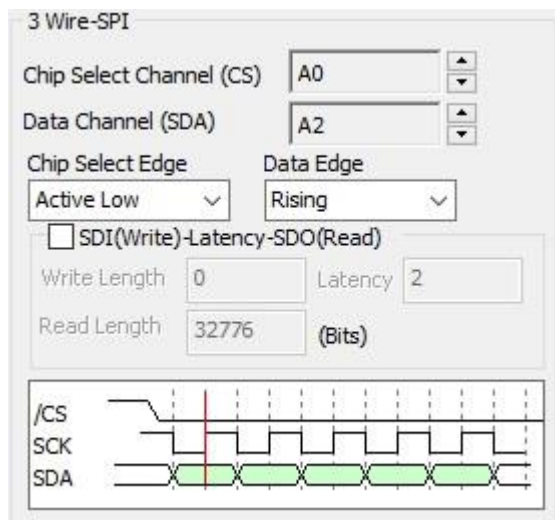 3 Wire-SPI
Chip Select Channel (CS) A0
Data Channel (SDA) A2
Chip Select Edge Data Edge
Active Low Rising
SDI(Write)-Latency-SDO(Read)
Write Length 0 Latency 2
Read Length 32776 (Bits)
/CS
SCK
SDA